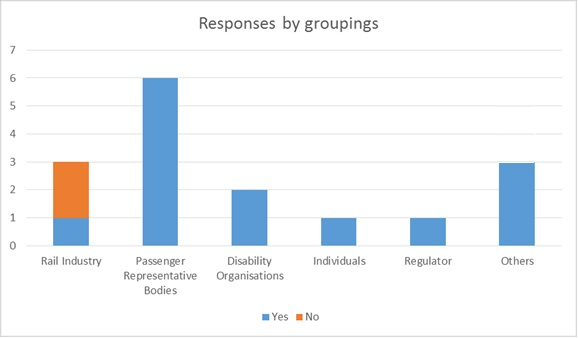 Responses by groupings
7
6
5
4
3
2
1
0
Rail Industry
Passenger
Representative
Bodies
Disability
Organisations
Individuals
Regulator
Others
Yes No